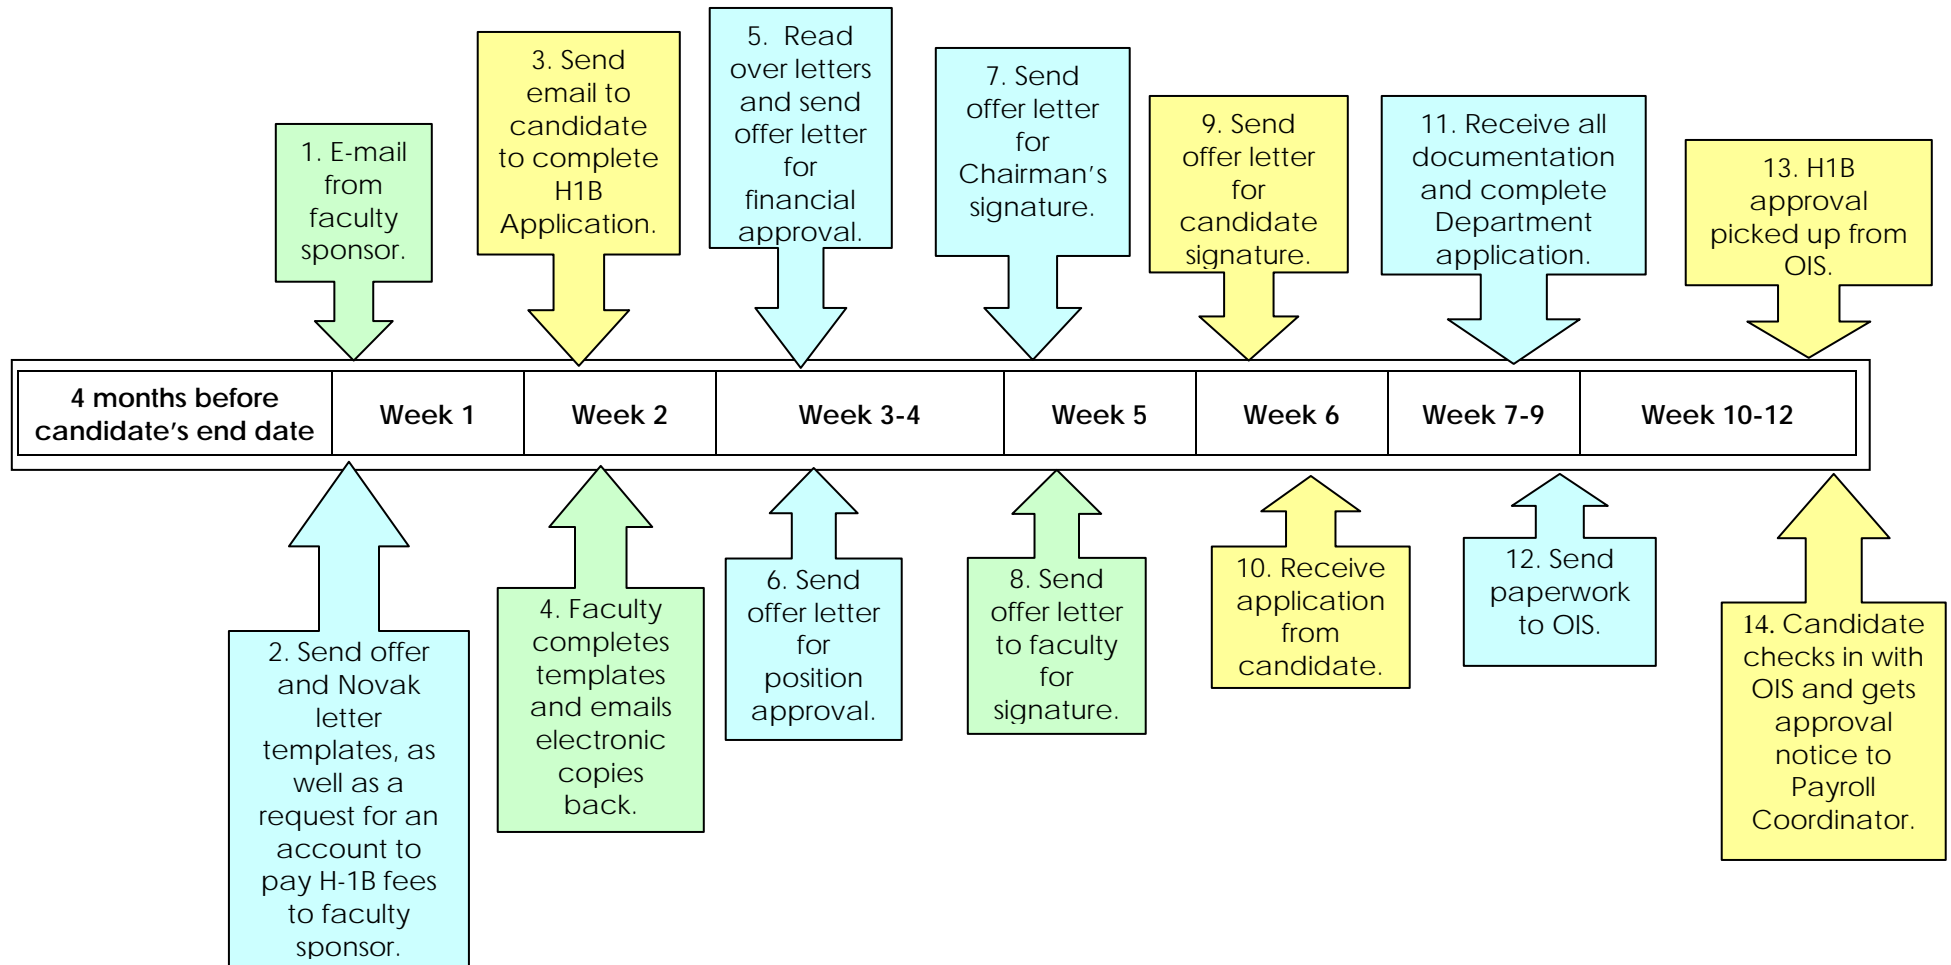 1. E-mail
from
faculty
sponsor.
3. Send
email to
candidate
to complete
H1B
Application.
5.  Read
over letters
and send
offer letter
for
financial
approval.
7. Send
offer letter
for
Chairman’s
signature.
9. Send
offer letter
for
candidate
signature.
11. Receive all
documentation
and complete
Department
application.
13. H1B
approval
picked up from
OIS.
4 months before
candidate’s end date
Week 1
Week 2
Week 3-4
Week 5
Week 6
Week 7-9
Week 10-12
2. Send offer
and Novak
letter
templates, as
well as a
request for an
account to
pay H-1B fees
to faculty
sponsor.
4. Faculty
completes
templates
and emails
electronic
copies
back.
6. Send
offer letter
for
position
approval.
8. Send
offer letter
to faculty
for
signature.
10. Receive
application
from
candidate.
12. Send
paperwork
to OIS.
14. Candidate
checks in with
OIS and gets
approval
notice to
Payroll
Coordinator.